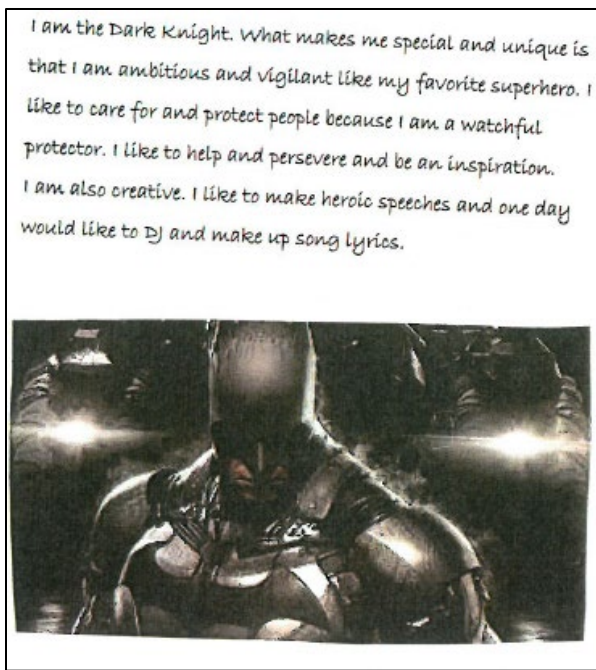 I am the Dark Knight. What makes me special and unique is
that I am ambitious and vigilant like my favorite superhero. I
like to care for and protect people because I am a watchful
protector. I like to help and persevere and be an inspiration.
I am also creative. I like to make heroic speeches and one day
would like to DJ and make up song lyrics.